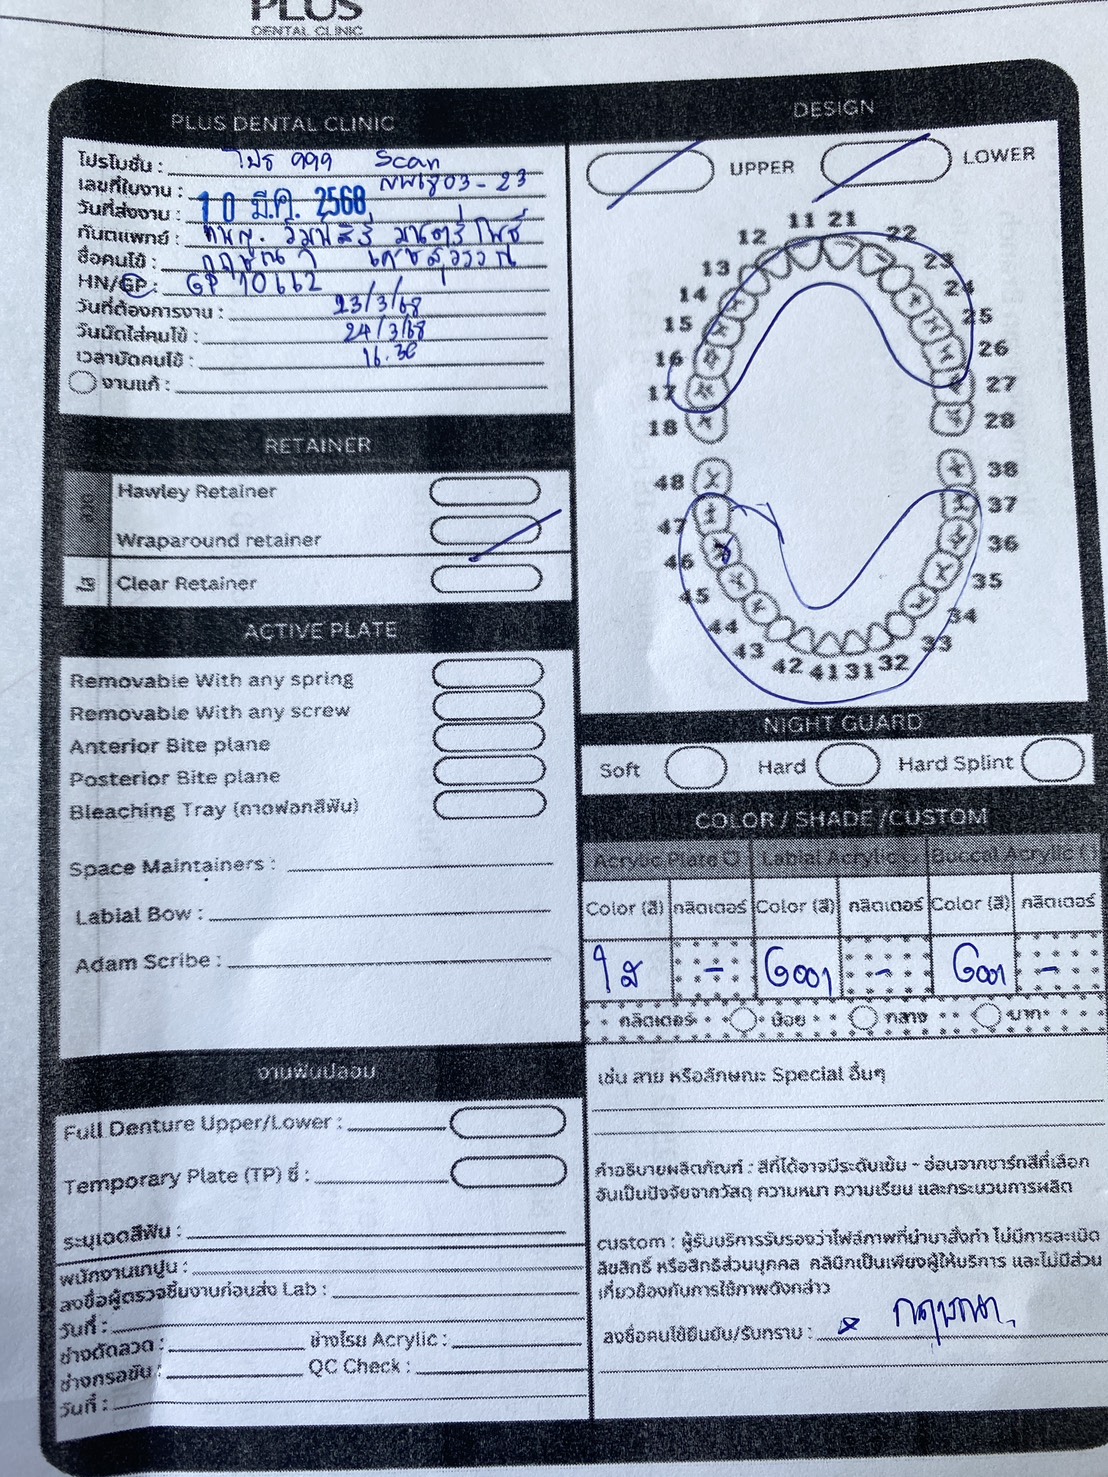 PLUS
DENTAL CLINIC
PLUS DENTAL CLINIC
โปรโมชั่น : โปร 999 Scan
เลขที่ใบงาน : 1803-23
วันที่ส่งงาน : 10 มี.ค. 2568
ทันตแพทย์ :
ชื่อคนไข้ :
HN/GP : GP 10662
วันที่ต้องการงาน : 23/3/68
วันนัดใส่คนไข้ : 24/3/68
เวลานัดคนไข้ : 16.30
งานแก้ :
DESIGN
UPPER LOWER
11 21
12 22
13 23
14 24
15 25
16 26
17 27
18 28
48 38
47 37
46 36
45 35
44 34
43 33
42 41 31 32
RETAINER
Hawley Retainer
Wraparound retainer
ใส Clear Retainer
ACTIVE PLATE
Removable With any spring
Removable With any screw
Anterior Bite plane
Posterior Bite plane
Bleaching Tray (ถาดฟอกสีฟัน)
Space Maintainers :
Labial Bow :
Adam Scribe :
NIGHT GUARD
Soft Hard Hard Splint
COLOR / SHADE /CUSTOM
Acrylic Plate Labial Acrylic Buccal Acrylic ( )
Color (สี) กลิตเตอร์ Color (สี) กลิตเตอร์ Color (สี) กลิตเตอร์
ใส - G001 - G001 -
กลิตเตอร์ น้อย กลาง มาก
เช่น ลาย หรือลักษณะ Special อื่นๆ
คำอธิบายผลิตภัณฑ์ : สีที่ได้อาจมีระดับเข้ม - อ่อนจากชาร์ทสีที่เลือก
อันเป็นปัจจัยจากวัสดุ ความหนา ความเรียบ และกระบวนการผลิต
custom : ผู้รับบริการรับรองว่าไฟล์ภาพที่นำมาสั่งทำ ไม่มีการละเมิด
ลิขสิทธิ์ หรือสิทธิส่วนบุคคล คลินิกเป็นเพียงผู้ให้บริการ และไม่มีส่วน
เกี่ยวข้องกับการใช้ภาพดังกล่าว
ลงชื่อคนไข้ยืนยัน/รับทราบ :
งานฟันปลอม
Full Denture Upper/Lower :
Temporary Plate (TP) ซี่ :
ระบุเฉดสีฟัน :
พนักงานเทปูน :
ลงชื่อผู้ตรวจชิ้นงานก่อนส่ง Lab :
วันที่ :
ช่างดัดลวด : ช่างโรย Acrylic :
ช่างกรอขัด : QC Check :
วันที่ :